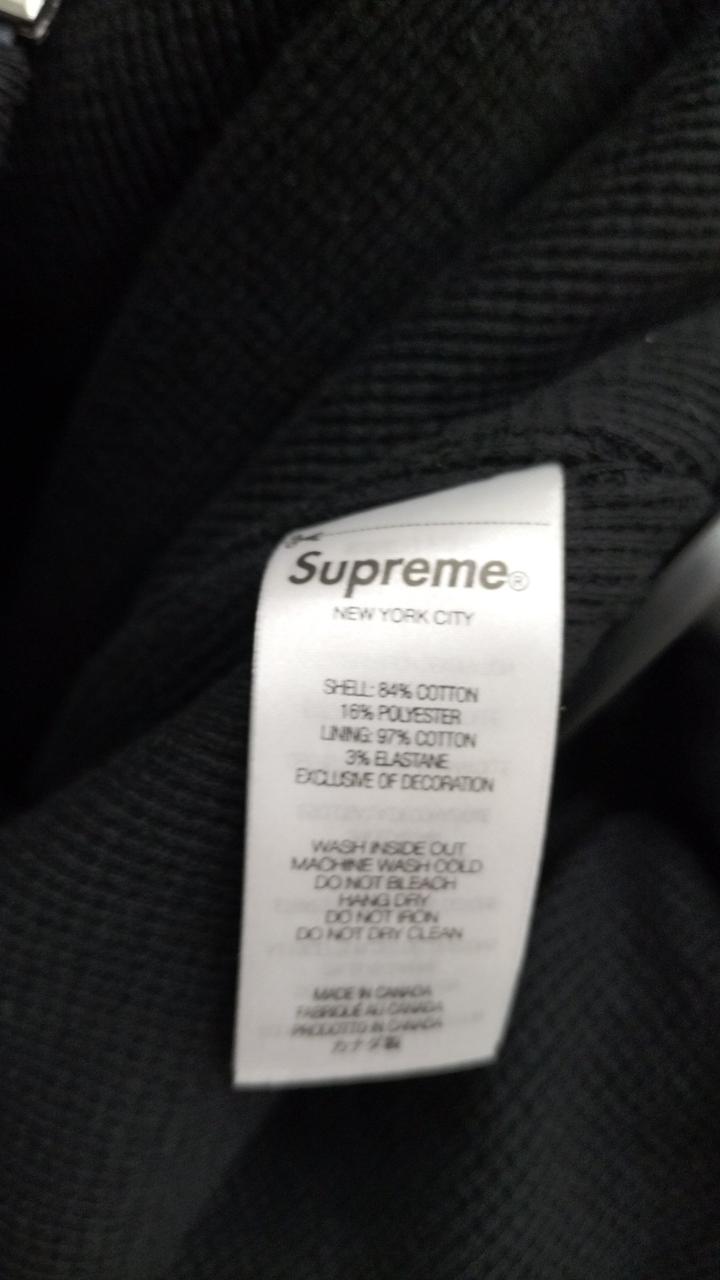 Supreme®
NEW YORK CITY
SHELL: 84% COTTON
16% POLYESTER
LINING: 97% COTTON
3% ELASTANE
EXCLUSIVE OF DECORATION
WASH INSIDE OUT
MACHINE WASH COLD
DO NOT BLEACH
HANG DRY
DO NOT IRON
DO NOT DRY CLEAN
MADE IN CANADA
FABRIQUÉ AU CANADA
PRODOTTO IN CANADA
カナダ製